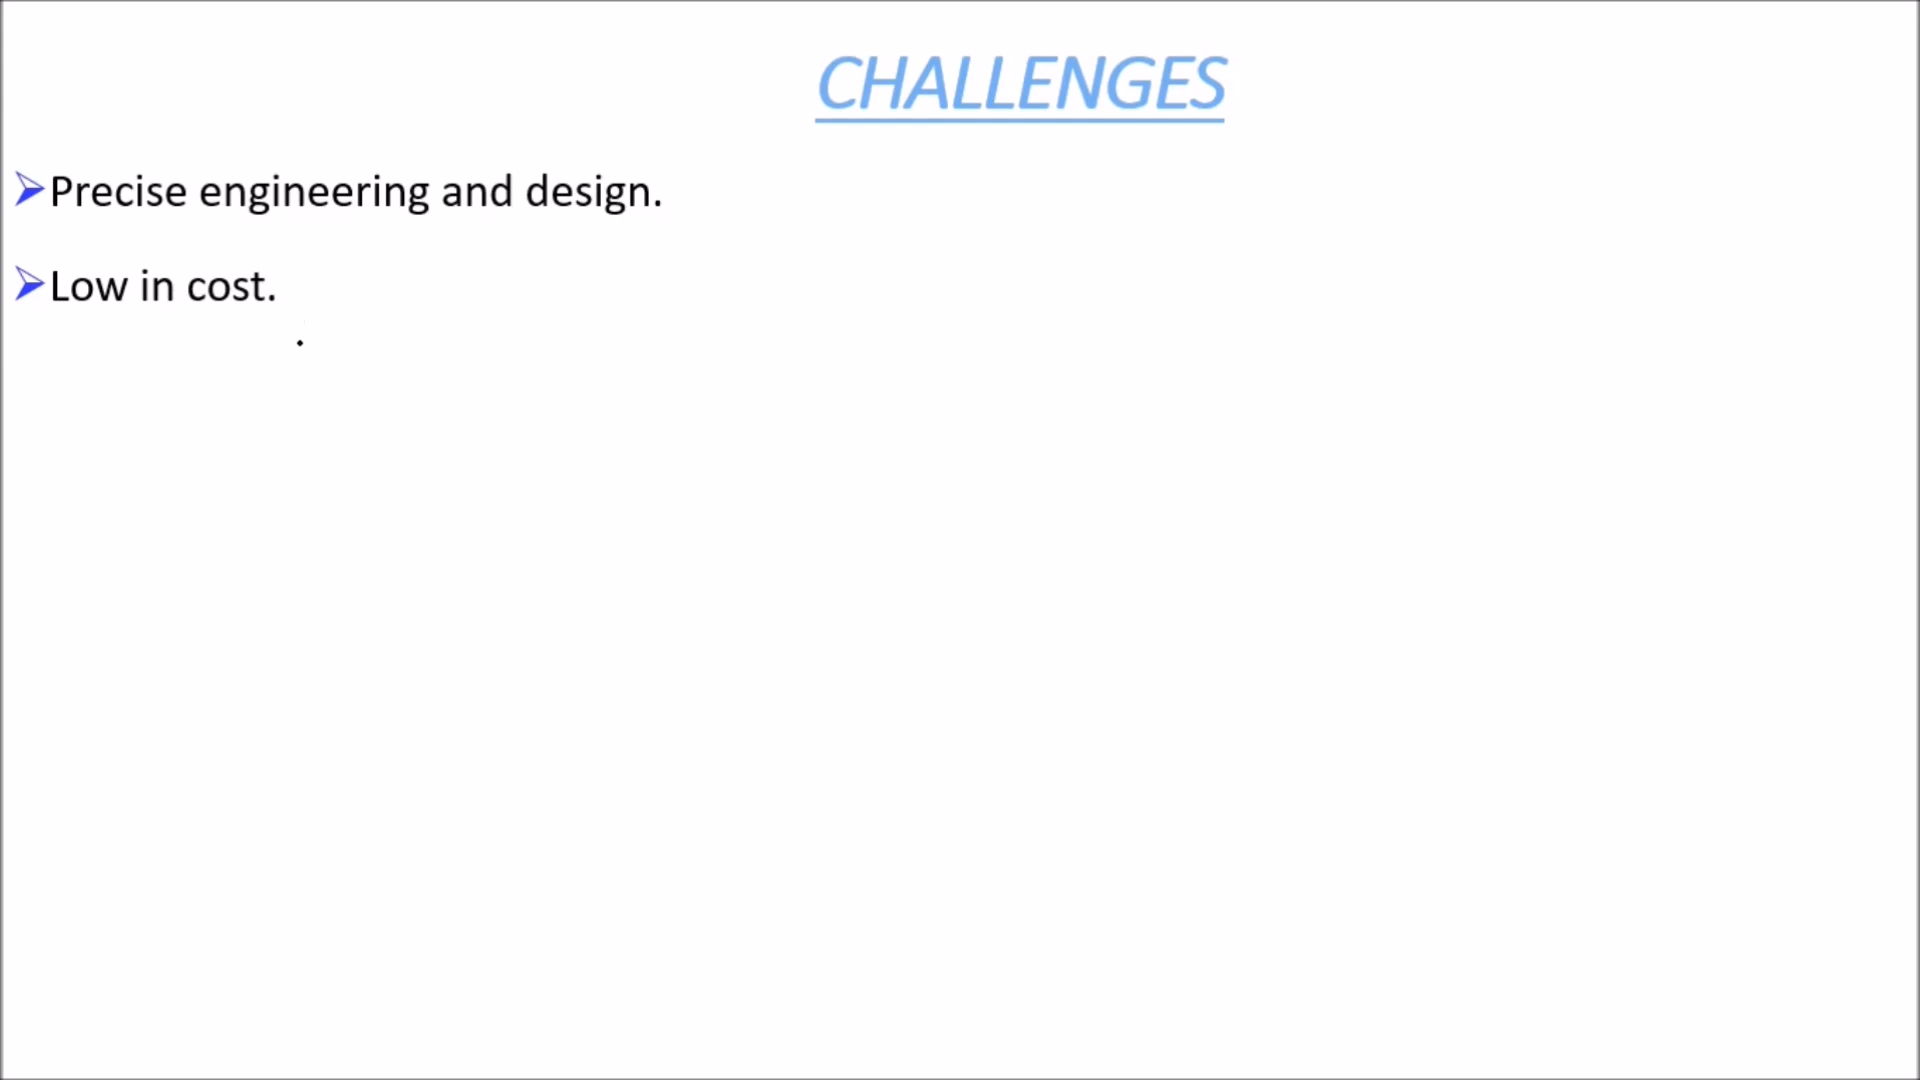 CHALLENGES
Precise engineering and design.
Low in cost.